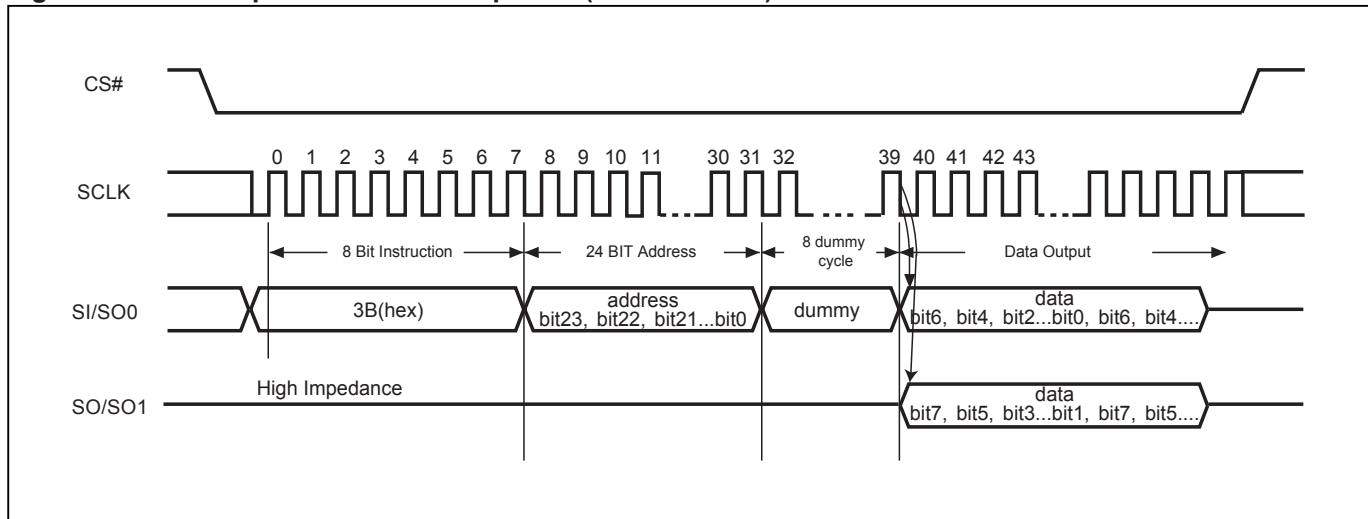 CS#
0 1 2 3 4 5 6 7 8 9 10 11 30 31 32 39 40 41 42 43
SCLK
8 Bit Instruction 24 BIT Address 8 dummy cycle Data Output
SI/SO0
3B(hex)
address
bit23, bit22, bit21...bit0
dummy
data
bit6, bit4, bit2...bit0, bit6, bit4....
High Impedance
SO/SO1
data
bit7, bit5, bit3...bit1, bit7, bit5....